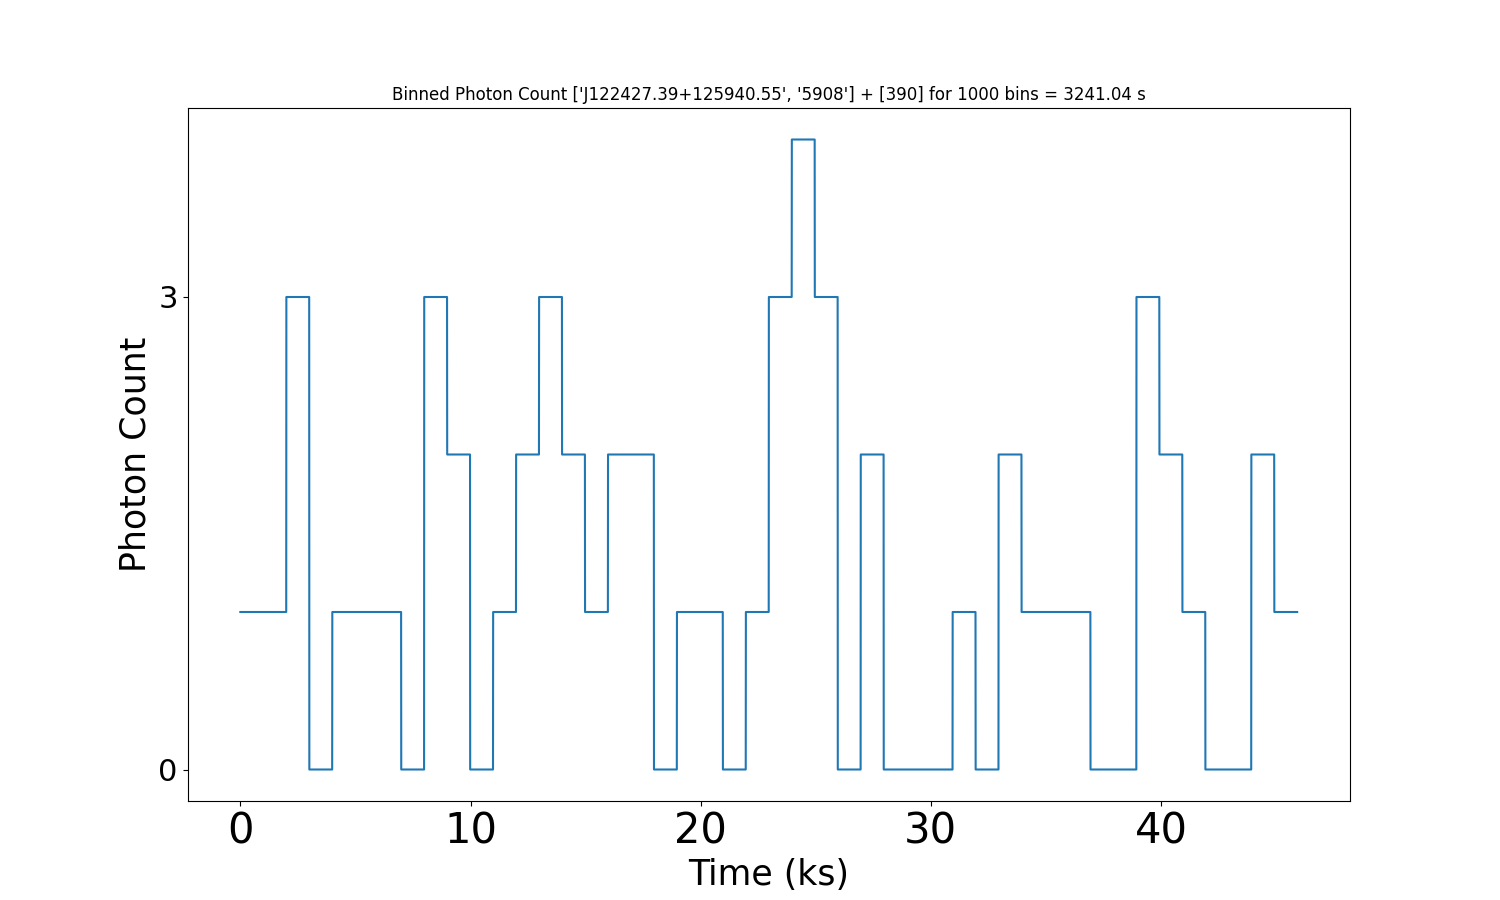 Binned Photon Count ['J122427.39+125940.55', '5908'] + [390] for 1000 bins = 3241.04 s
Photon Count
3
0
0 10 20 30 40
Time (ks)